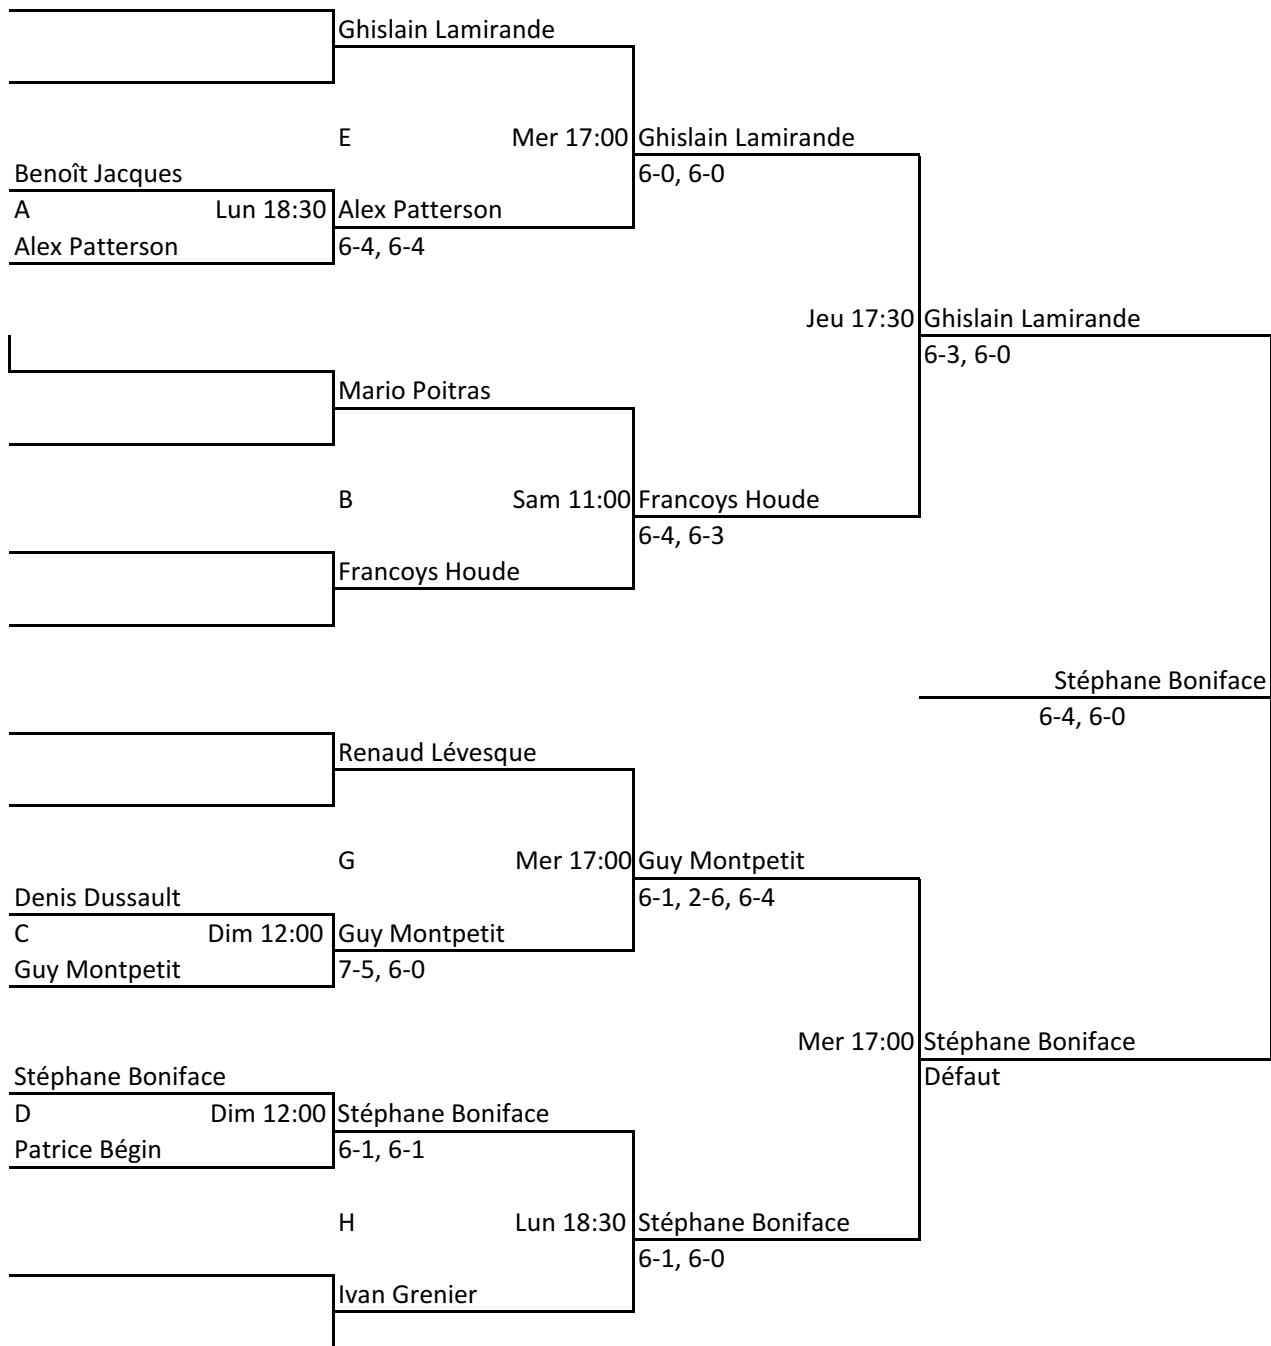 Ghislain Lamirande
E Mer 17:00 Ghislain Lamirande
Benoît Jacques 6-0, 6-0
A Lun 18:30 Alex Patterson
Alex Patterson 6-4, 6-4
Jeu 17:30 Ghislain Lamirande
6-3, 6-0
Mario Poitras
B Sam 11:00 Francoys Houde
6-4, 6-3
Francoys Houde
Stéphane Boniface
6-4, 6-0
Renaud Lévesque
G Mer 17:00 Guy Montpetit
Denis Dussault 6-1, 2-6, 6-4
C Dim 12:00 Guy Montpetit
Guy Montpetit 7-5, 6-0
Mer 17:00 Stéphane Boniface
Stéphane Boniface Défaut
D Dim 12:00 Stéphane Boniface
Patrice Bégin 6-1, 6-1
H Lun 18:30 Stéphane Boniface
6-1, 6-0
Ivan Grenier